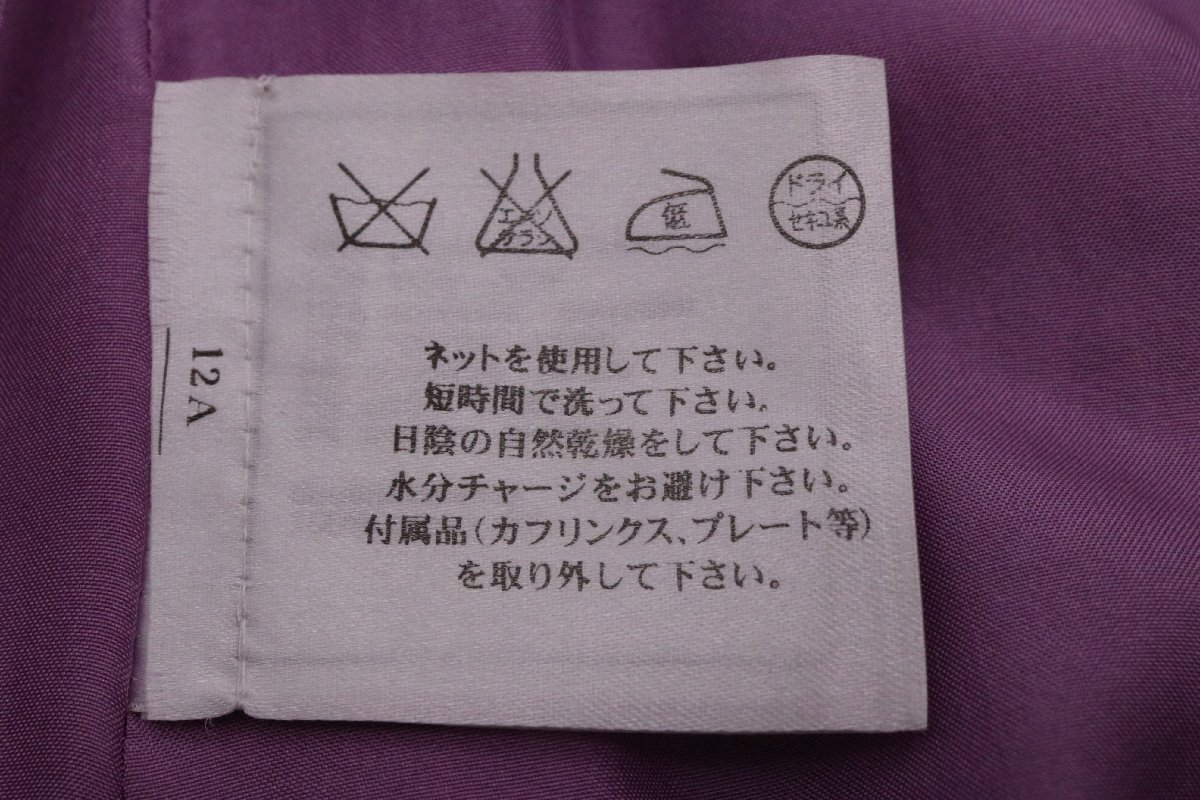 エンソ
サラシ
低
ドライ
セキユ系
ネットを使用して下さい。
短時間で洗って下さい。
日陰の自然乾燥をして下さい。
水分チャージをお避け下さい。
付属品(カフリンクス、プレート等)
を取り外して下さい。
12A